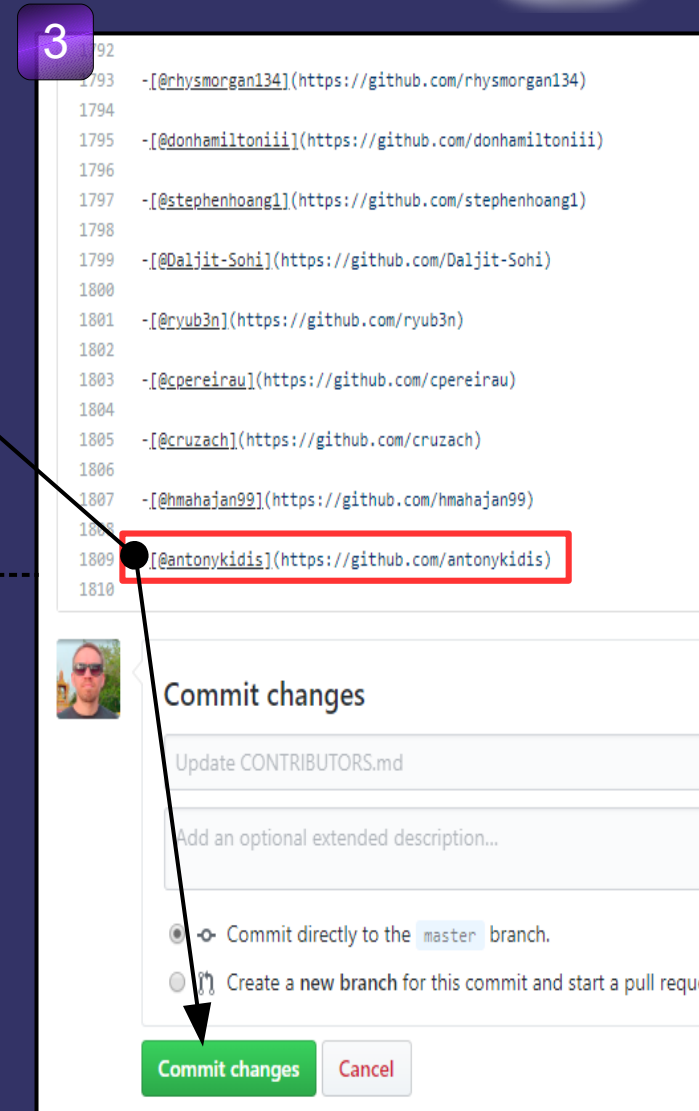 3
1792
1793 -[@rhysmorgan134](https://github.com/rhysmorgan134)
1794
1795 -[@donhamiltoniii](https://github.com/donhamiltoniii)
1796
1797 -[@stephenhoang1](https://github.com/stephenhoang1)
1798
1799 -[@Daljit-Sohi](https://github.com/Daljit-Sohi)
1800
1801 -[@ryub3n](https://github.com/ryub3n)
1802
1803 -[@cpereirau](https://github.com/cpereirau)
1804
1805 -[@cruzach](https://github.com/cruzach)
1806
1807 -[@hmahajan99](https://github.com/hmahajan99)
1808
1809 [@antonykidis](https://github.com/antonykidis)
1810
Commit changes
Update CONTRIBUTORS.md
Add an optional extended description...
Commit directly to the master branch.
Create a new branch for this commit and start a pull requ
Commit changes Cancel